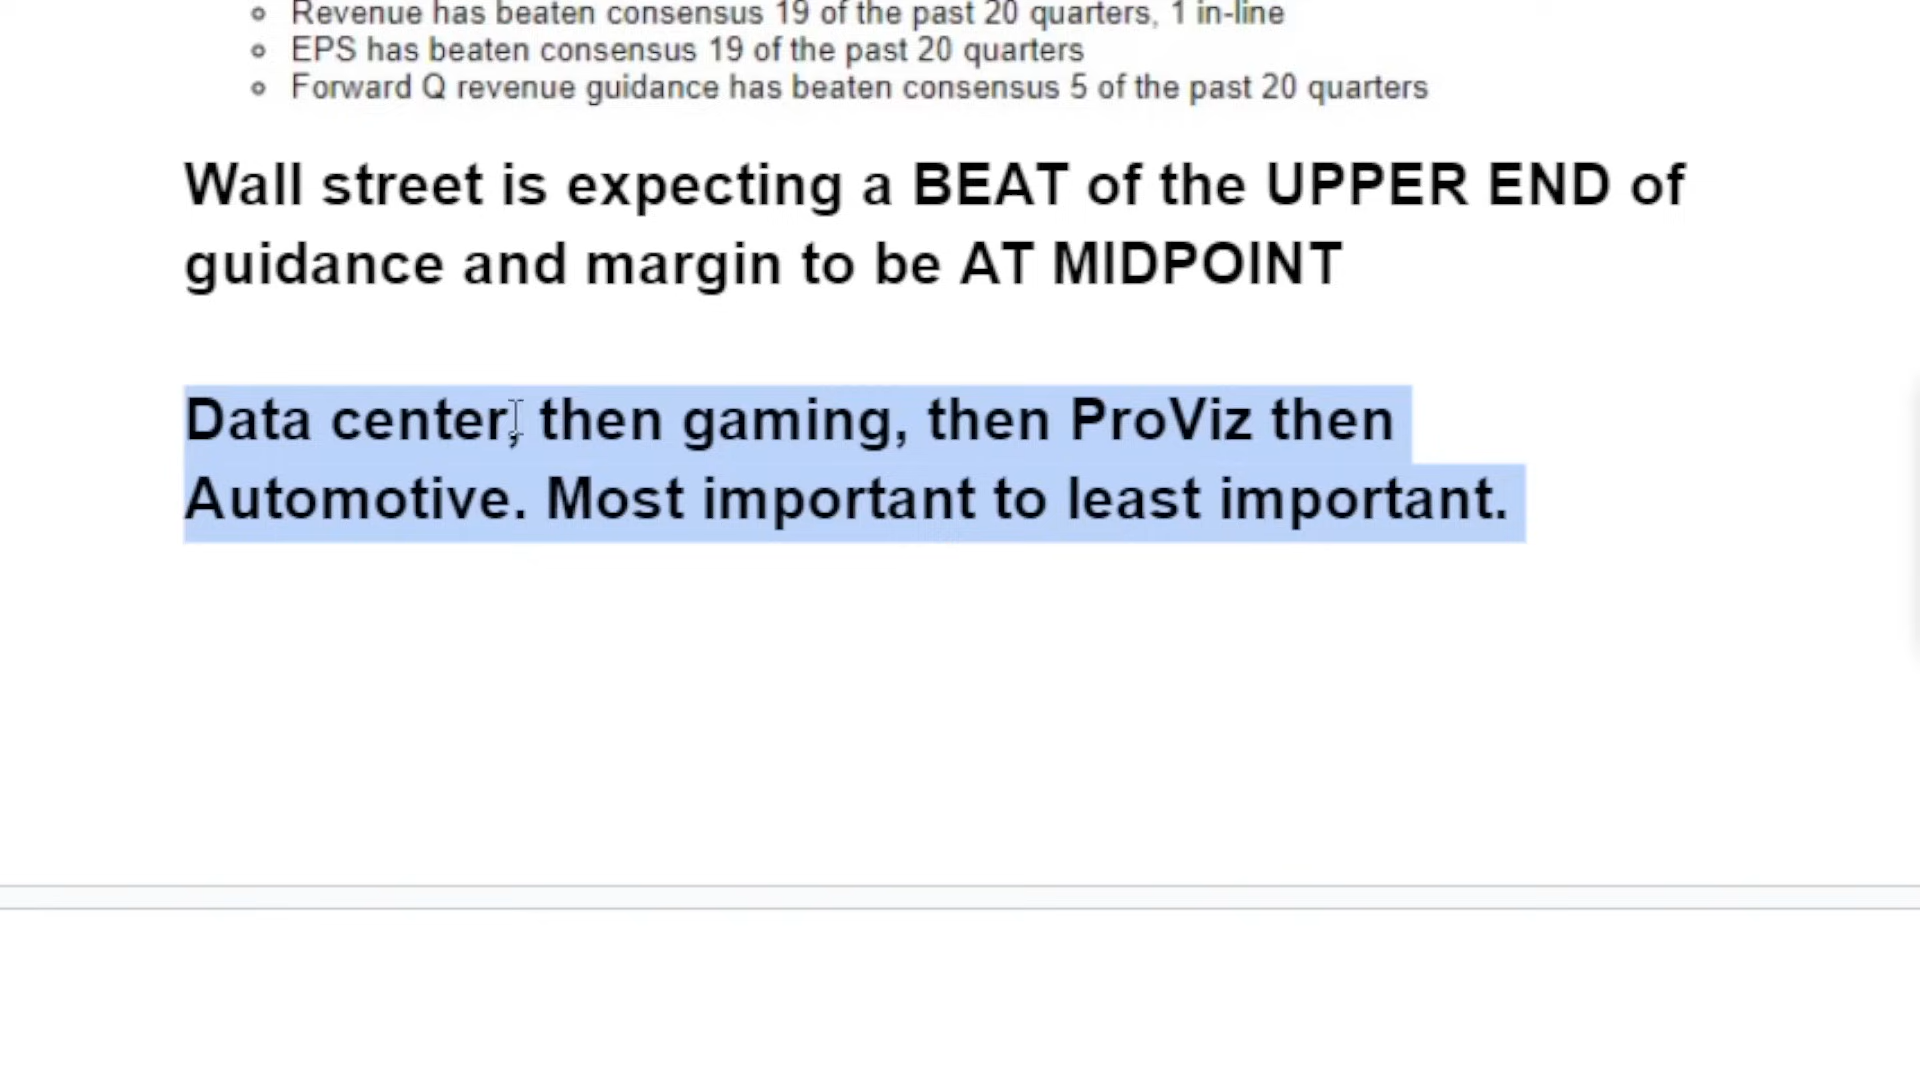 Revenue has beaten consensus 19 of the past 20 quarters, 1 in-line
EPS has beaten consensus 19 of the past 20 quarters
Forward Q revenue guidance has beaten consensus 5 of the past 20 quarters
Wall street is expecting a BEAT of the UPPER END of
guidance and margin to be AT MIDPOINT
Data center, then gaming, then ProViz then
Automotive. Most important to least important.